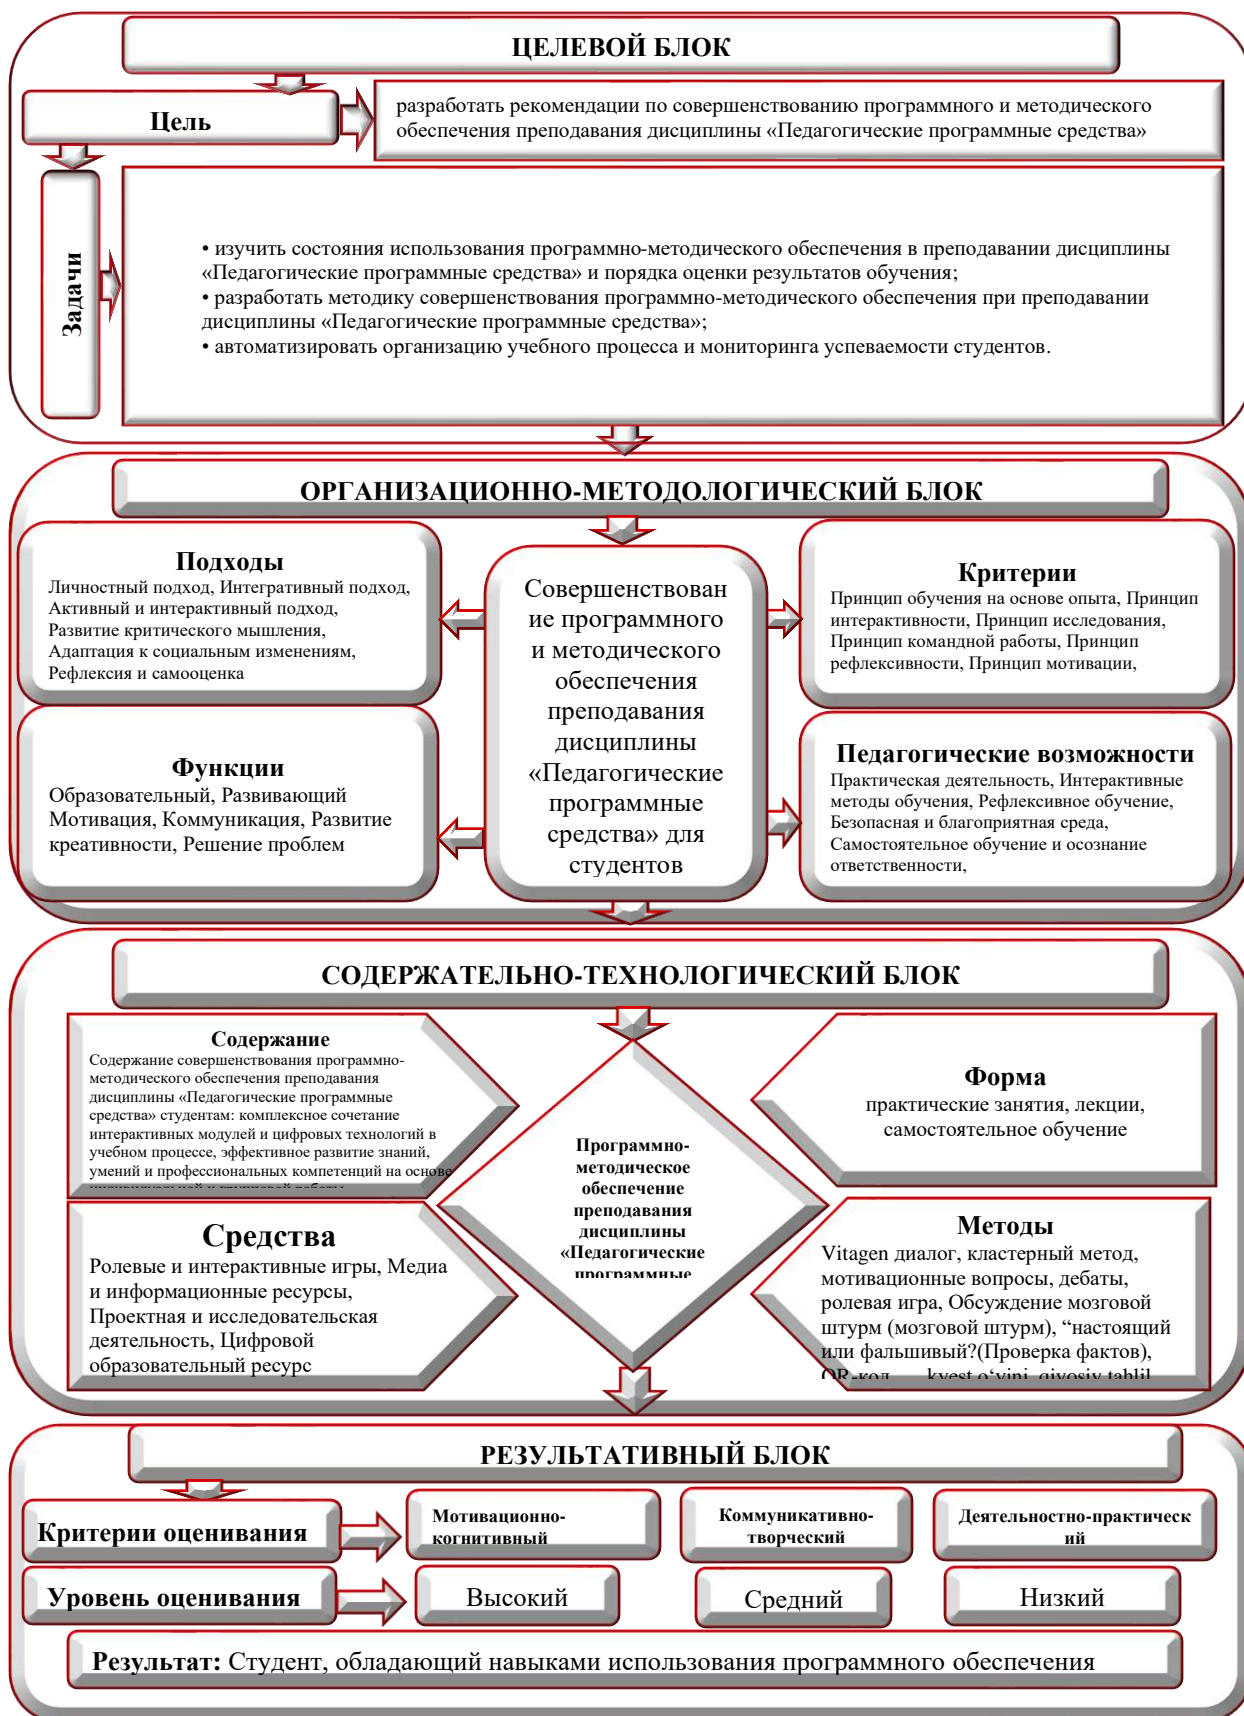 ЦЕЛЕВОЙ БЛОК
Цель
разработать рекомендации по совершенствованию программного и методического
обеспечения преподавания дисциплины «Педагогические программные средства»
Задачи
• изучить состояния использования программно-методического обеспечения в преподавании дисциплины
«Педагогические программные средства» и порядка оценки результатов обучения;
• разработать методику совершенствования программно-методического обеспечения при преподавании
дисциплины «Педагогические программные средства»;
• автоматизировать организацию учебного процесса и мониторинга успеваемости студентов.
ОРГАНИЗАЦИОННО-МЕТОДОЛОГИЧЕСКИЙ БЛОК
Подходы
Личностный подход, Интегративный подход,
Активный и интерактивный подход,
Развитие критического мышления,
Адаптация к социальным изменениям,
Рефлексия и самооценка
Функции
Образовательный, Развивающий
Мотивация, Коммуникация, Развитие
креативности, Решение проблем
Совершенствован
ие программного
и методического
обеспечения
преподавания
дисциплины
«Педагогические
программные
средства» для
студентов
Критерии
Принцип обучения на основе опыта, Принцип
интерактивности, Принцип исследования,
Принцип командной работы, Принцип
рефлексивности, Принцип мотивации,
Педагогические возможности
Практическая деятельность, Интерактивные
методы обучения, Рефлексивное обучение,
Безопасная и благоприятная среда,
Самостоятельное обучение и осознание
ответственности,
СОДЕРЖАТЕЛЬНО-ТЕХНОЛОГИЧЕСКИЙ БЛОК
Содержание
Содержание совершенствования программно-
методического обеспечения преподавания
дисциплины «Педагогические программные
средства» студентам: комплексное сочетание
интерактивных модулей и цифровых технологий в
учебном процессе, эффективное развитие знаний,
умений и профессиональных компетенций на основе
индивидуальной и групповой работы
Средства
Ролевые и интерактивные игры, Медиа
и информационные ресурсы,
Проектная и исследовательская
деятельность, Цифровой
образовательный ресурс
Программно-
методическое
обеспечение
преподавания
дисциплины
«Педагогические
программные
Форма
практические занятия, лекции,
самостоятельное обучение
Методы
Vitagen диалог, кластерный метод,
мотивационные вопросы, дебаты,
ролевая игра, Обсуждение мозговой
штурм (мозговой штурм), “настоящий
или фальшивый?(Проверка фактов),
QR-код kvest o‘yini, qiyosiy tahlil
РЕЗУЛЬТАТИВНЫЙ БЛОК
Критерии оценивания
Мотивационно-
когнитивный
Коммуникативно-
творческий
Деятельностно-практическ
ий
Уровень оценивания
Высокий
Средний
Низкий
Результат: Студент, обладающий навыками использования программного обеспечения